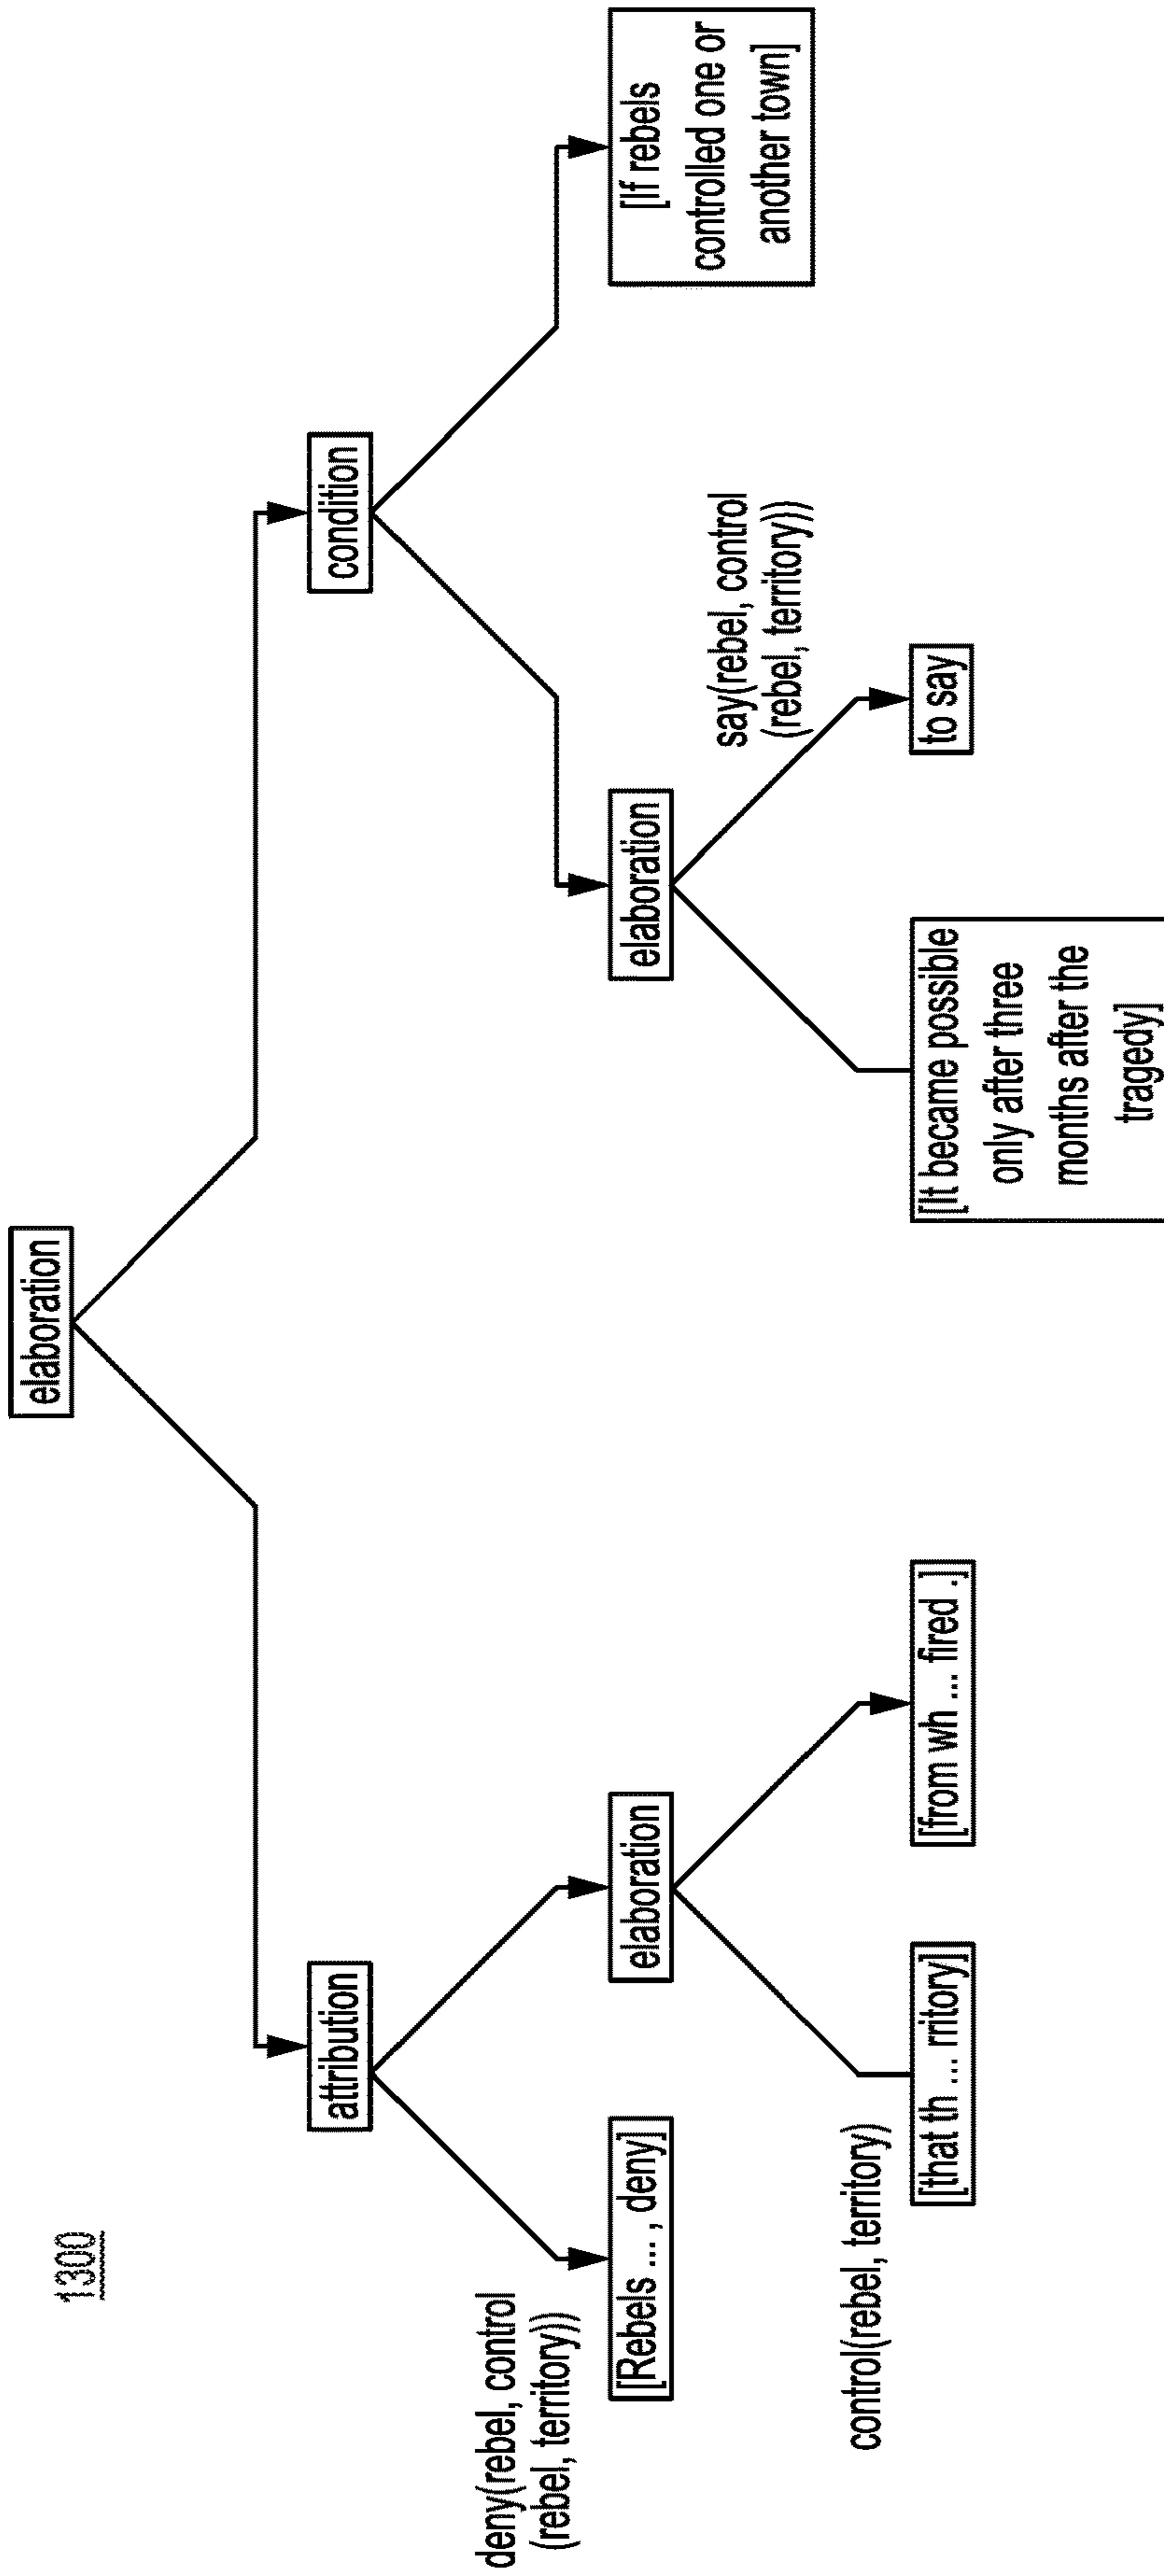 1300
elaboration
attribution
condition
deny(rebel, control
(rebel, territory))
[Rebels ... , deny]
elaboration
elaboration
[If rebels
controlled one or
another town]
control(rebel, territory)
[that th ... rritory]
[from wh ... fired .]
say(rebel, control
(rebel, territory)))
[It became possible
only after three
months after the
tragedy]
to say